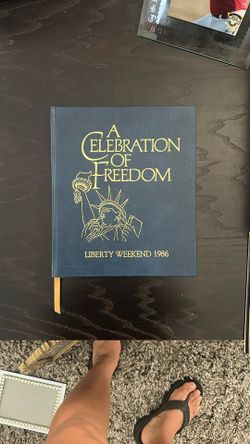 A
CELEBRATION
OF
FREEDOM
LIBERTY WEEKEND 1986